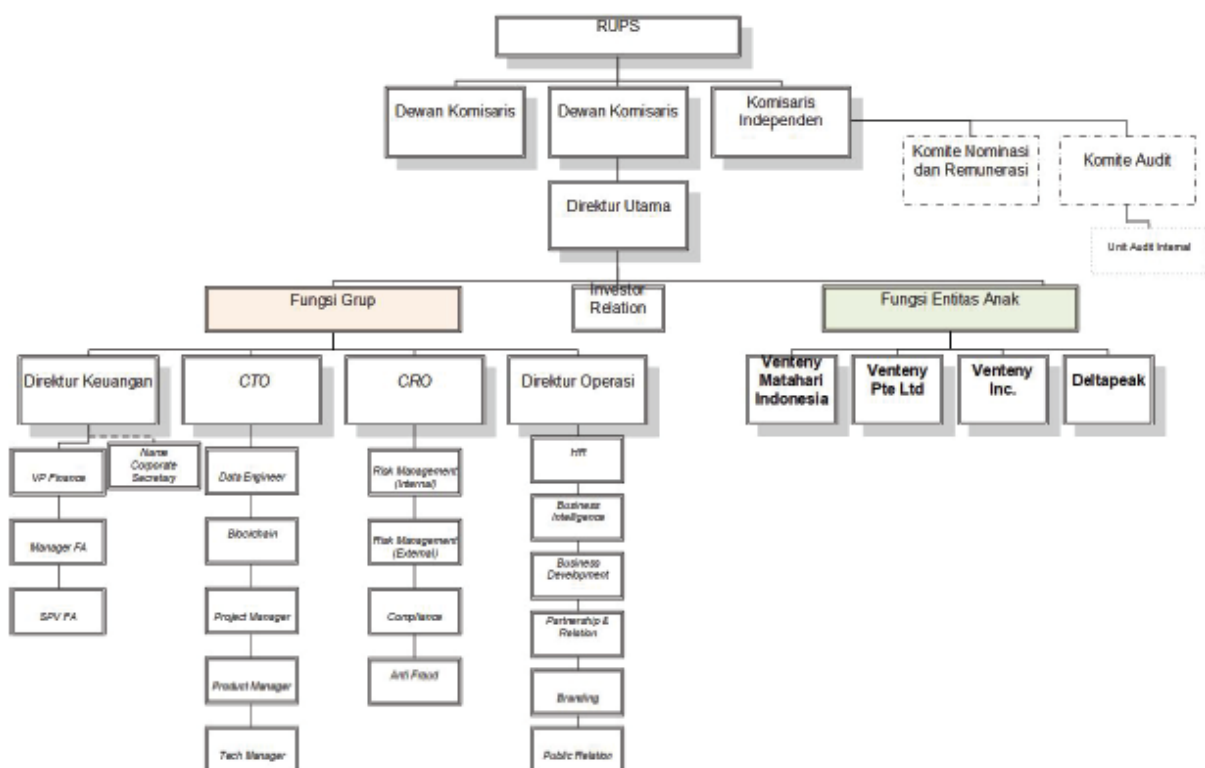 RUPS
Dewan Komisaris
Dewan Komisaris
Komisaris
Independen
Komite Nominasi
dan Remunerasi
Komite Audit
Direktur Utama
Unit Audit Internal
Fungsi Grup
Investor
Relation
Fungsi Entitas Anak
Direktur Keuangan
CTO
CRO
Direktur Operasi
Venteny
Matahari
Indonesia
Venteny
Pte Ltd
Venteny
Inc.
Deltapeak
VP Finance
Name
Corporate
Secretary
Data Engineer
Risk Management
(Internal)
HR
Manager FA
Blockchain
Risk Management
(External)
Business
Intelligence
Business
Development
SPV FA
Project Manager
Compliance
Partnership &
Relation
Product Manager
Anti Fraud
Branding
Tech Manager
Public Relation